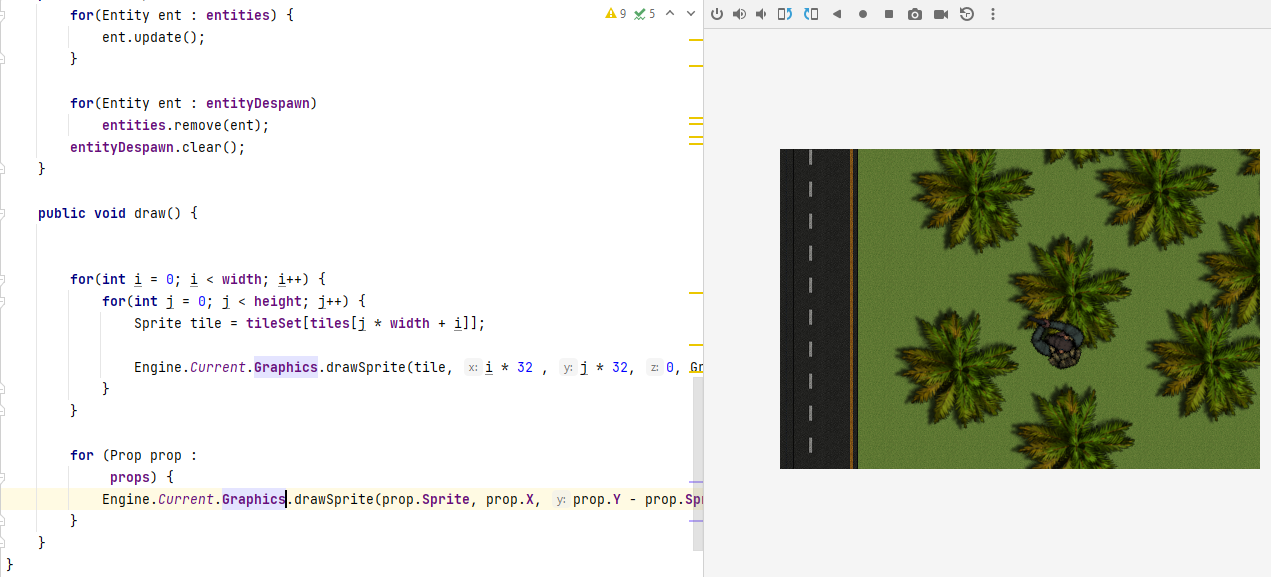 for(Entity ent : entities) {
ent.update();
}
for(Entity ent : entityDespawn)
entities.remove(ent);
entityDespawn.clear();
}
public void draw() {
for(int i = 0; i < width; i++) {
for(int j = 0; j < height; j++) {
Sprite tile = tileSet[tiles[j * width + i]];
Engine.Current.Graphics.drawSprite(tile, x: i * 32 , y: j * 32, z: 0, Gr
}
}
for (Prop prop :
props) {
Engine.Current.Graphics.drawSprite(prop.Sprite, prop.X, y: prop.Y - prop.Spr
}
}
}
9 5